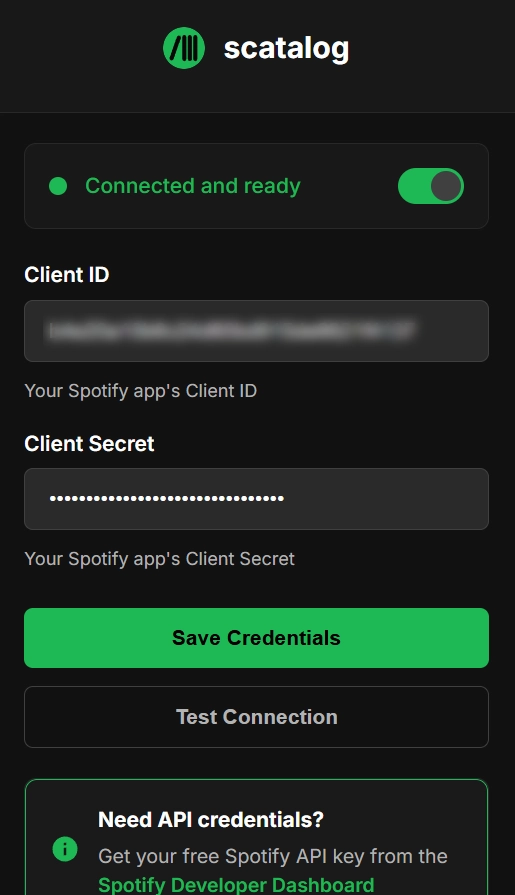 scatalog
Connected and ready
Client ID
Your Spotify app's Client ID
Client Secret
••••••••••••••••••••••••••••••••
Your Spotify app's Client Secret
Save Credentials
Test Connection
Need API credentials?
Get your free Spotify API key from the
Spotify Developer Dashboard